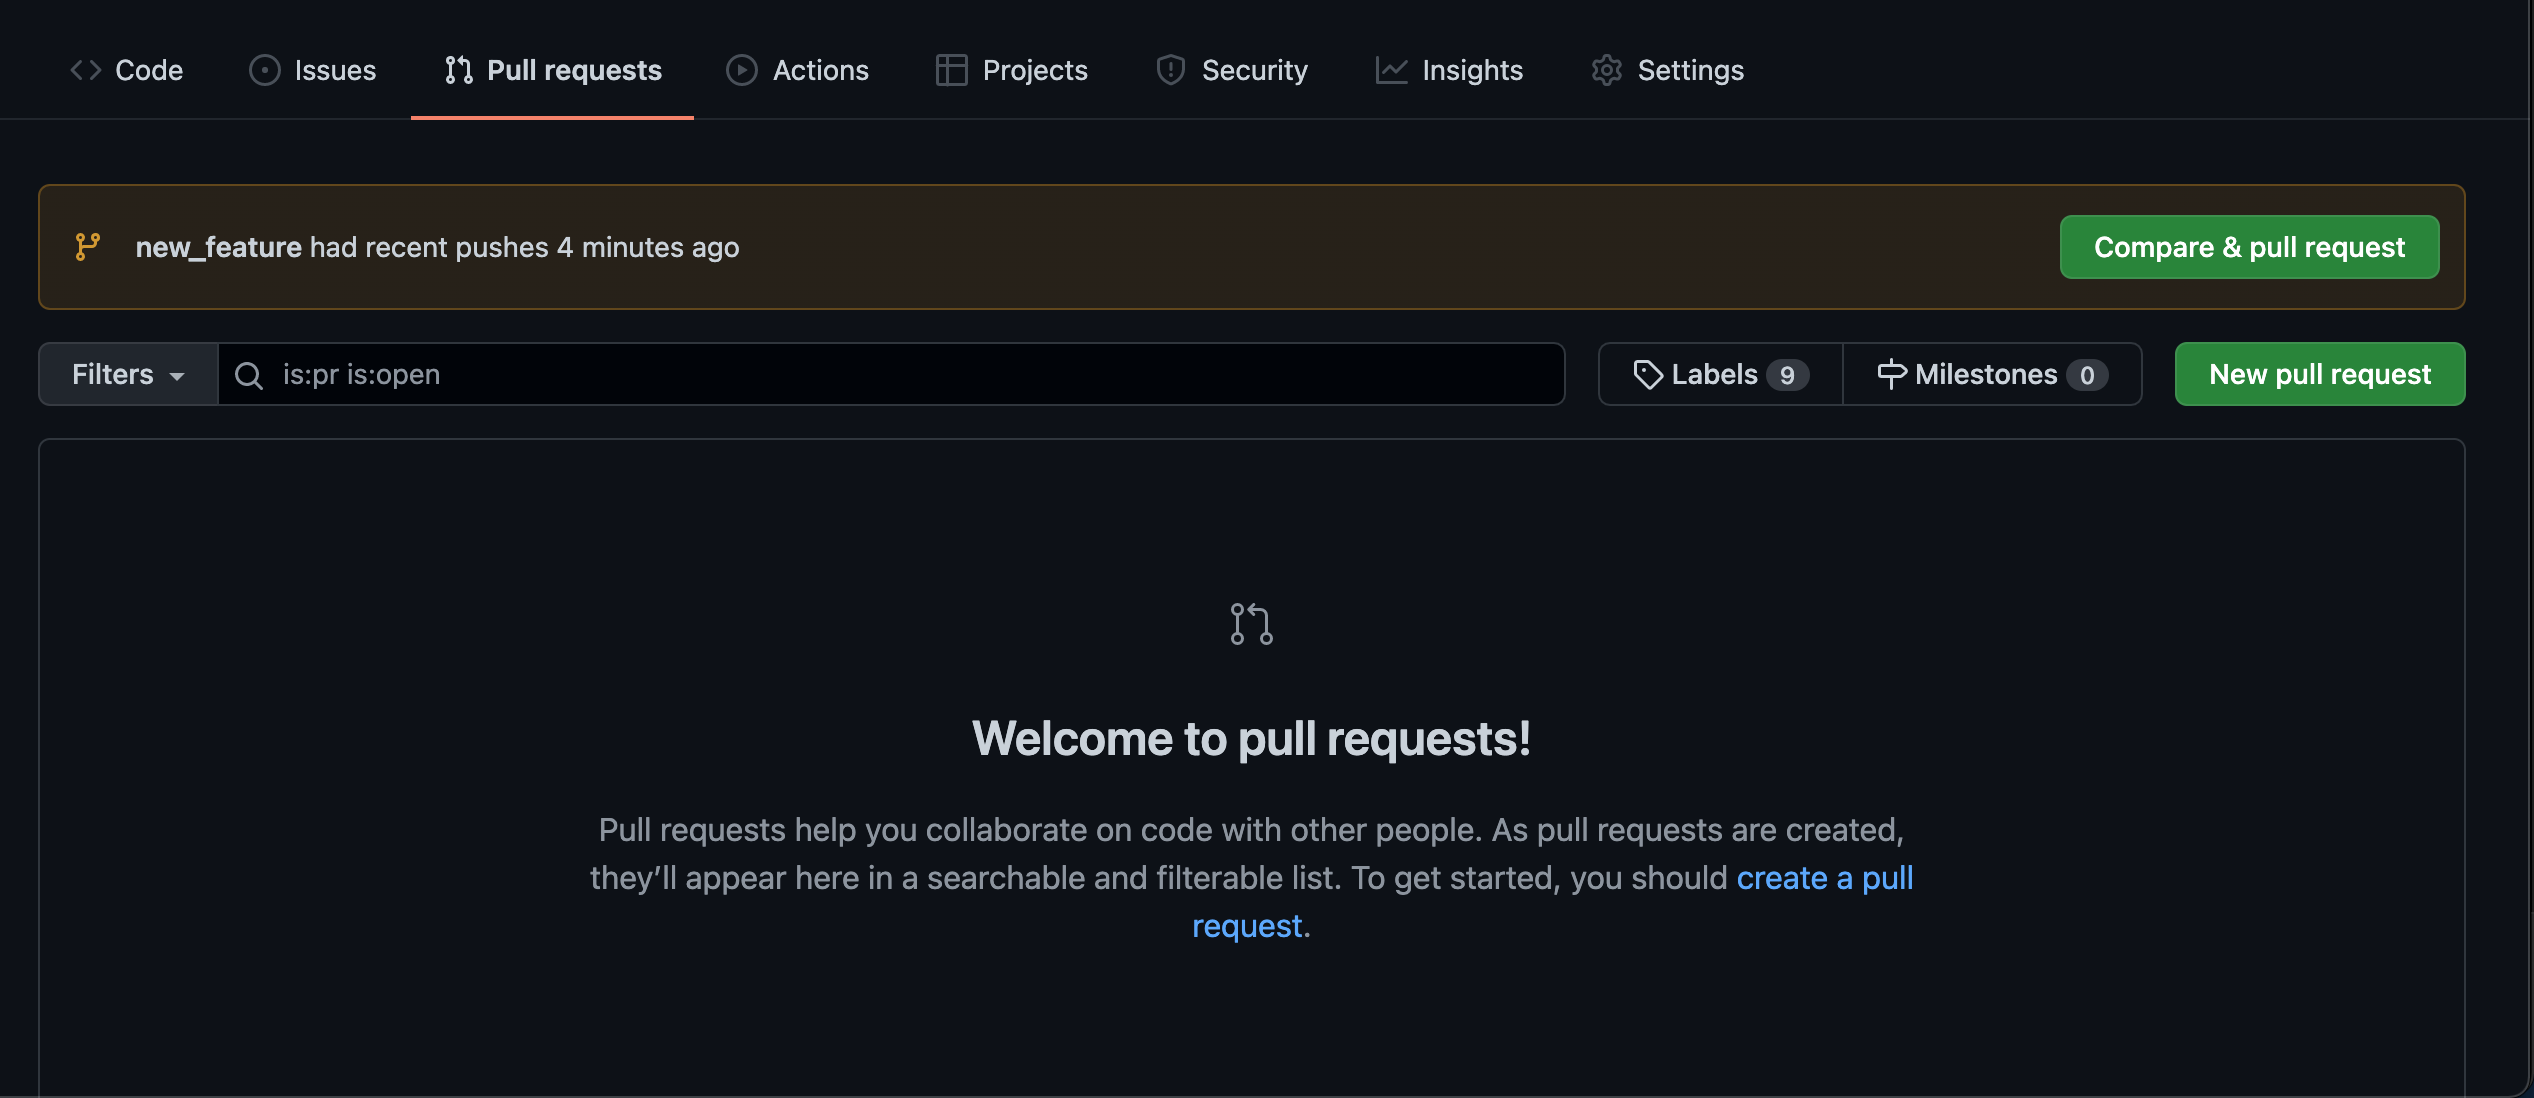 Code Issues Pull requests Actions Projects Security Insights Settings
new_feature had recent pushes 4 minutes ago Compare & pull request
Filters is:pr is:open Labels 9 Milestones 0 New pull request
Welcome to pull requests!
Pull requests help you collaborate on code with other people. As pull requests are created,
they’ll appear here in a searchable and filterable list. To get started, you should create a pull
request.